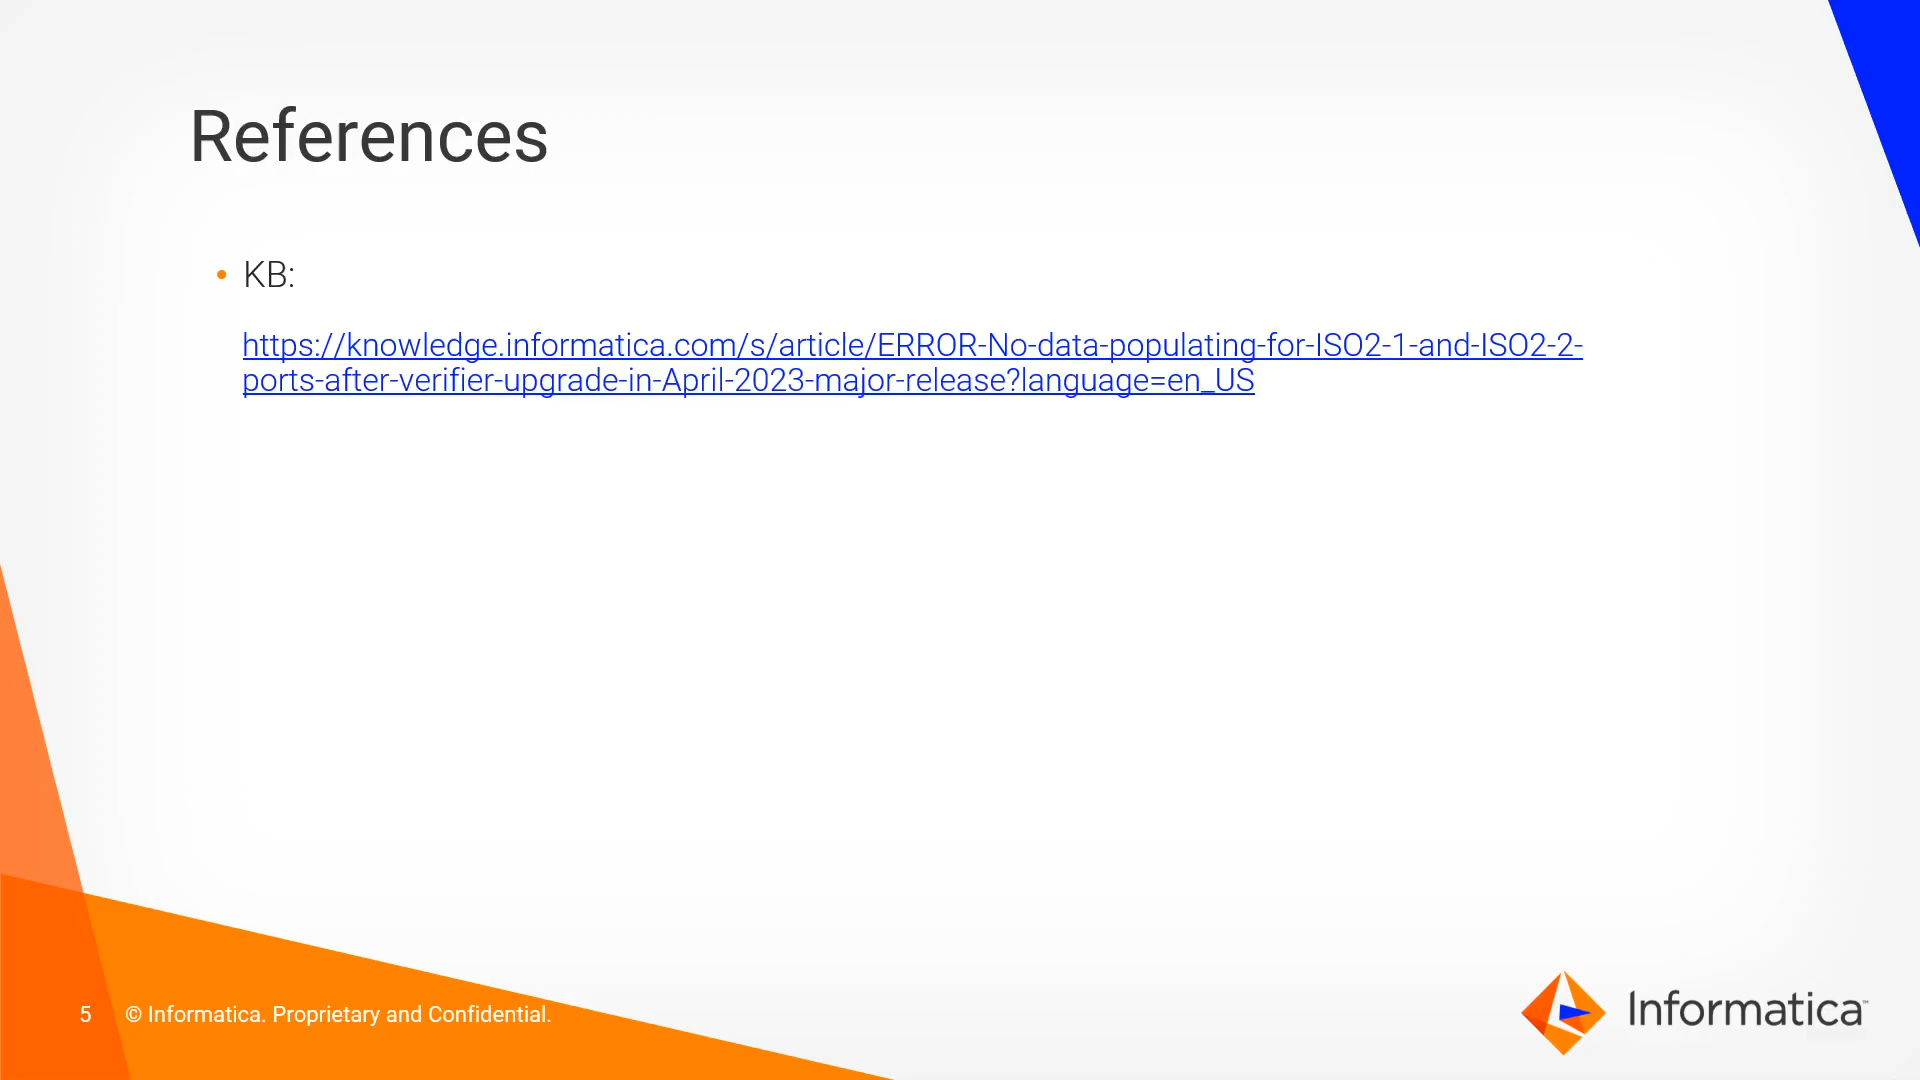 References
• KB:
https://knowledge.informatica.com/s/article/ERROR-No-data-populating-for-ISO2-1-and-ISO2-2-
ports-after-verifier-upgrade-in-April-2023-major-release?language=en_US
5 © Informatica. Proprietary and Confidential.
Informatica™